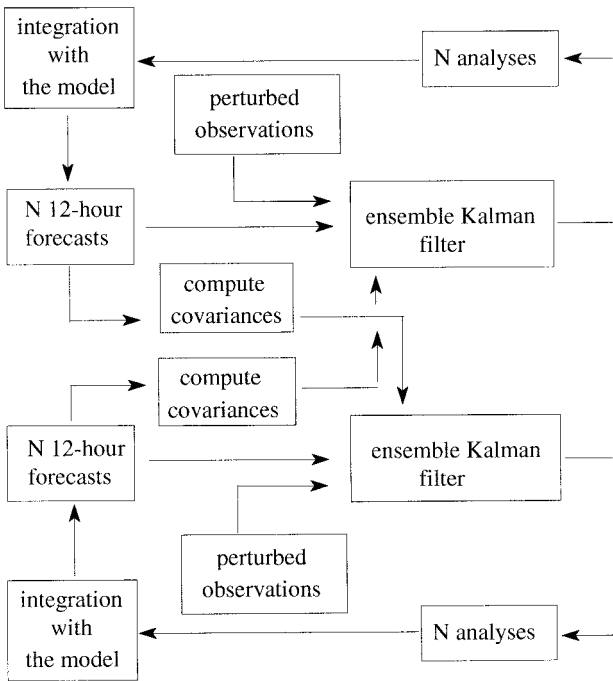 integration
with
the model
N analyses
perturbed
observations
N 12-hour
forecasts
ensemble Kalman
filter
compute
covariances
compute
covariances
N 12-hour
forecasts
ensemble Kalman
filter
perturbed
observations
integration
with
the model
N analyses